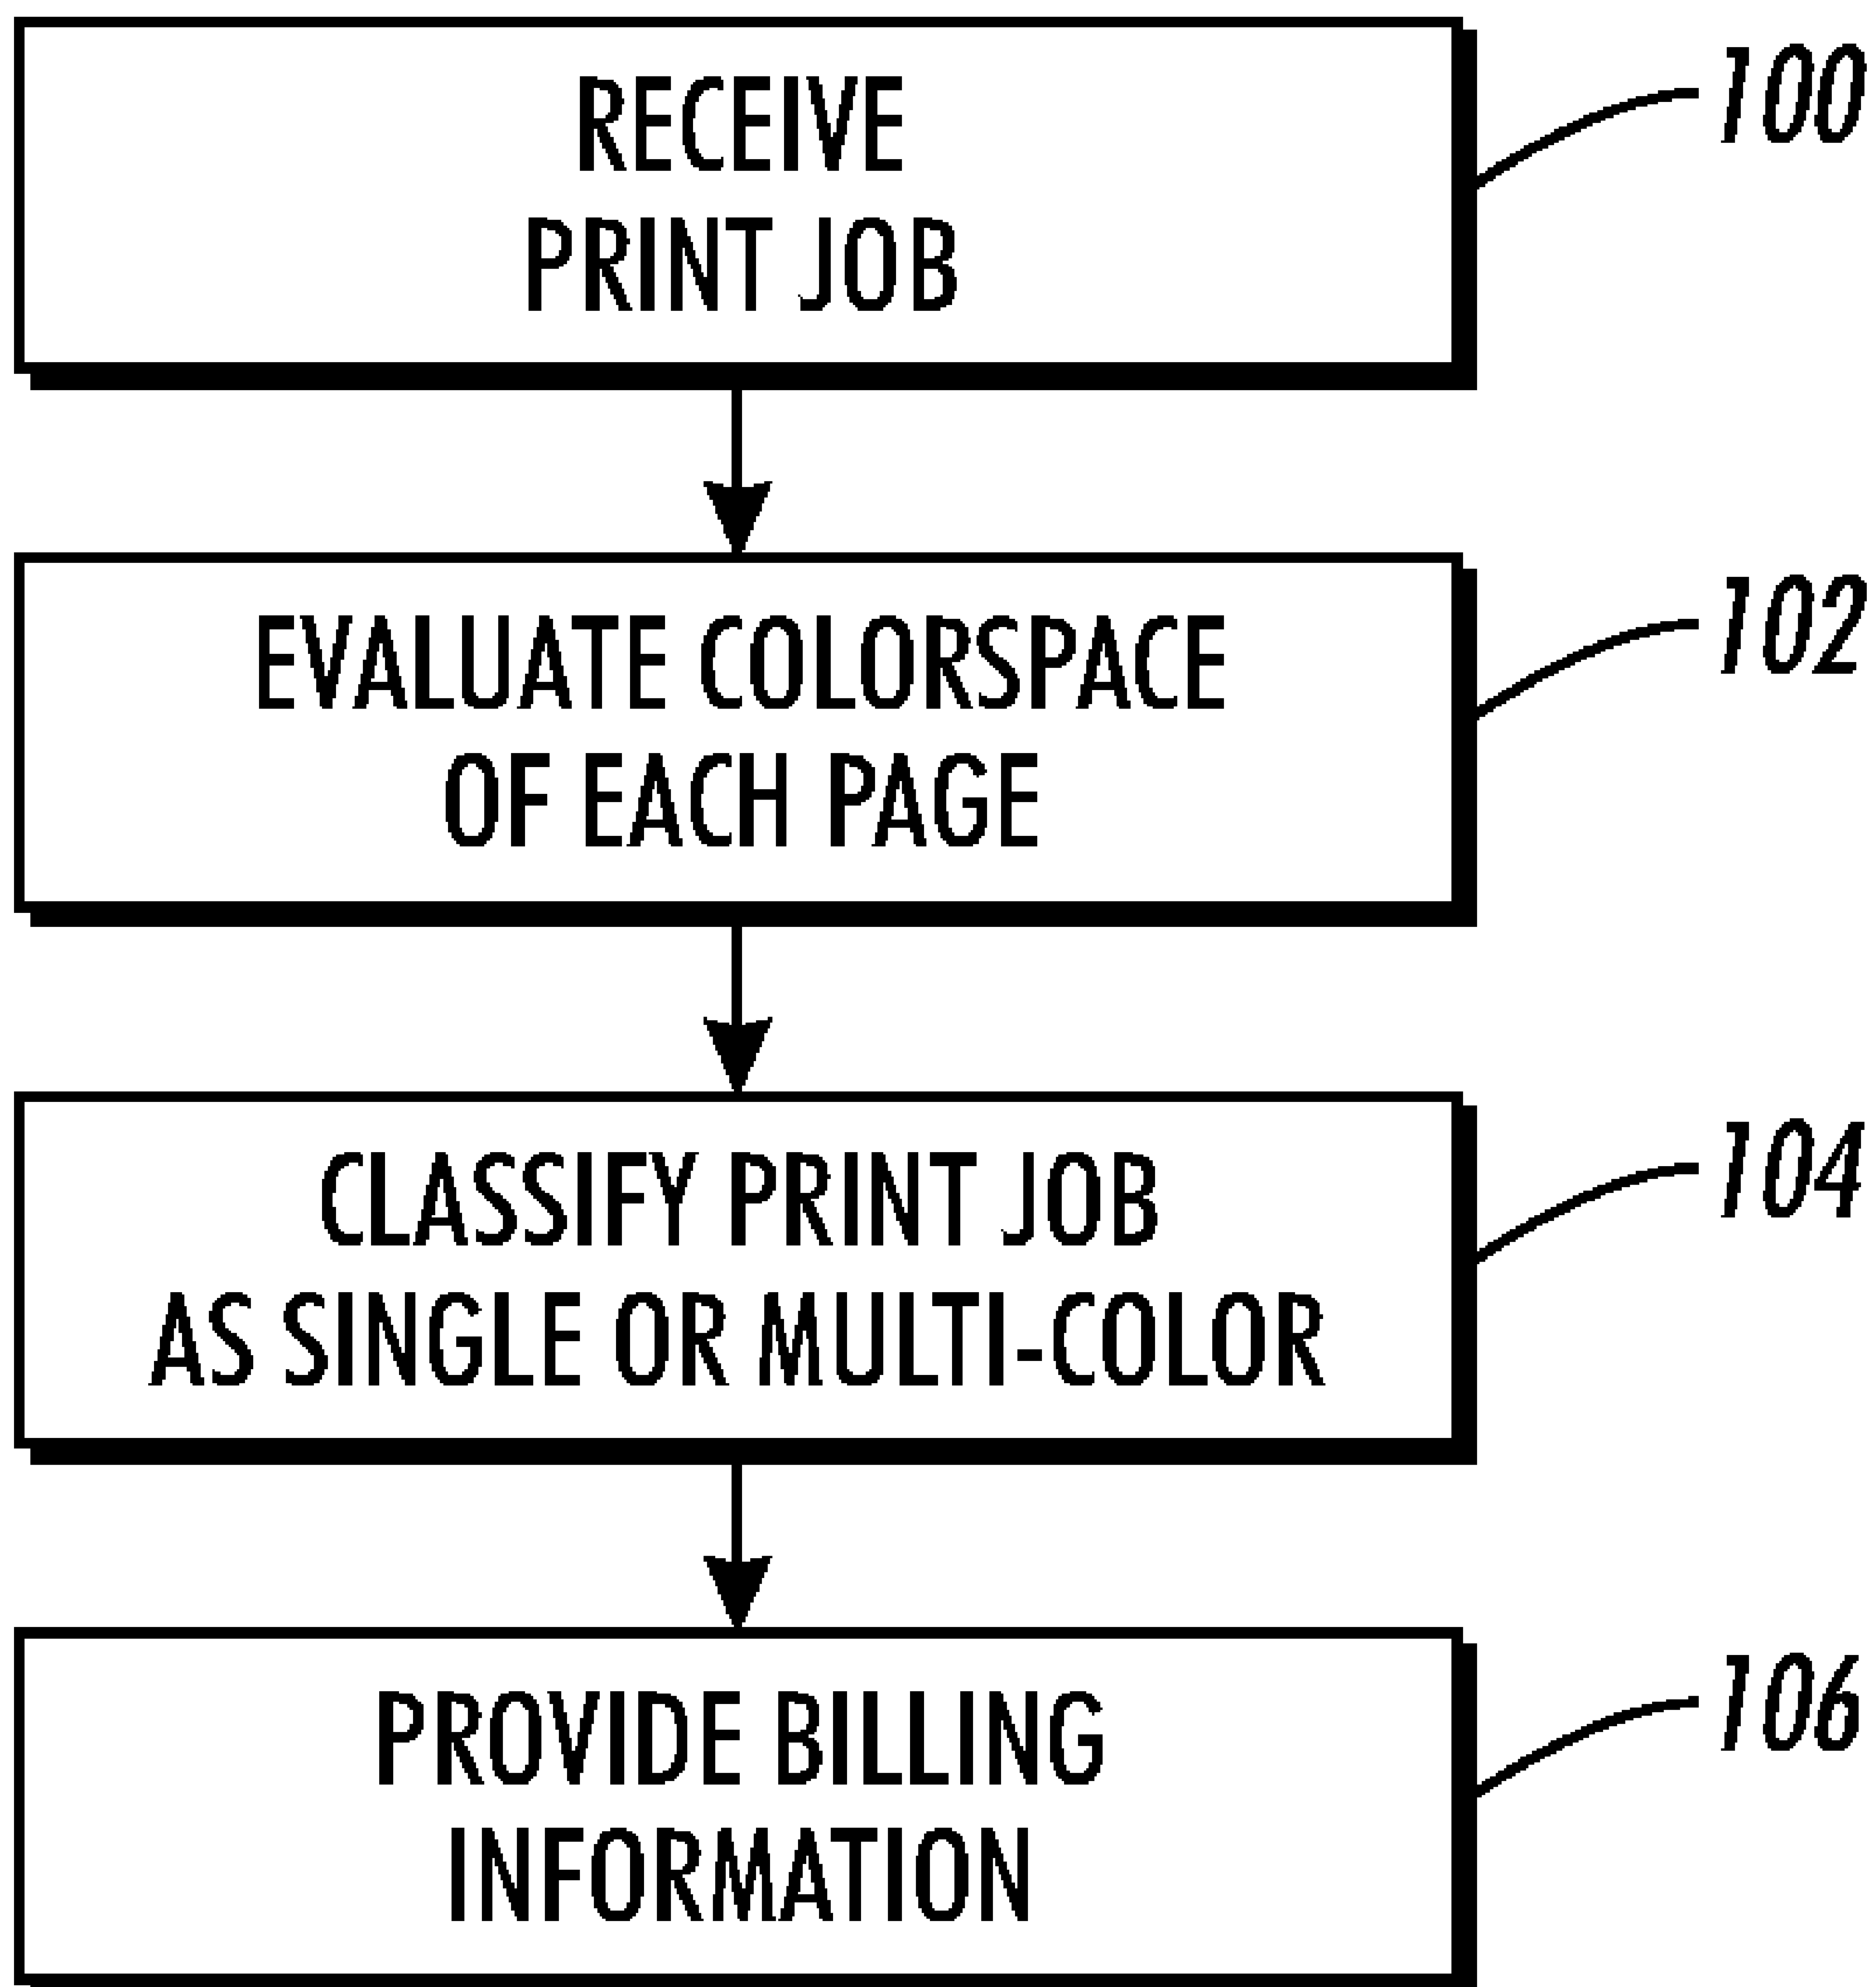 RECEIVE
PRINT JOB
100
EVALUATE COLORSPACE
OF EACH PAGE
102
CLASSIFY PRINT JOB
AS SINGLE OR MULTI-COLOR
104
PROVIDE BILLING
INFORMATION
106